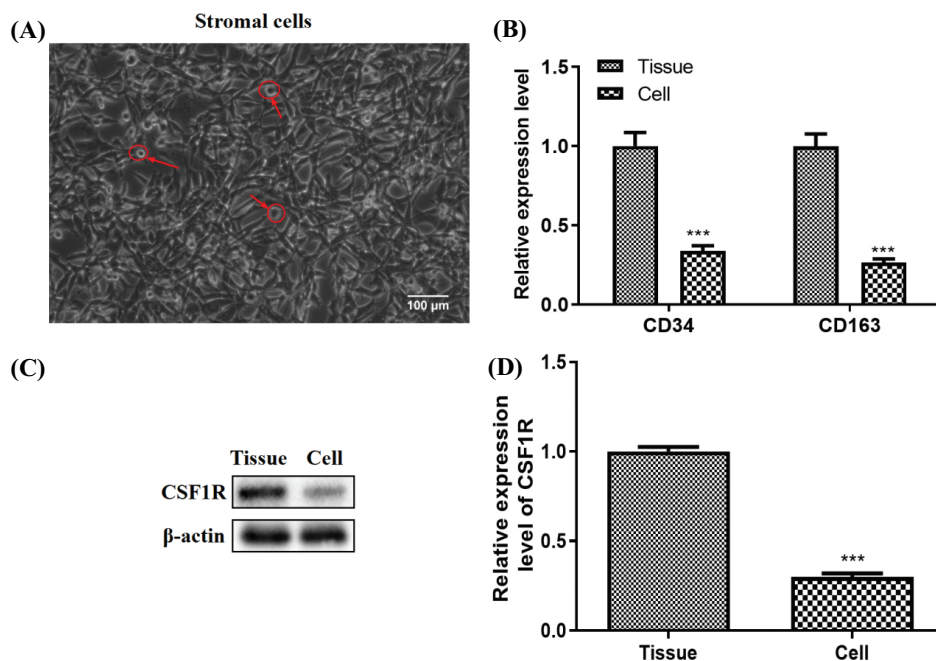 (A)
Stromal cells
100 µm
(B)
Relative expression level
1.5
1.0
0.5
0.0
Tissue
Cell
***
***
CD34
CD163
(C)
Tissue Cell
CSF1R
β-actin
(D)
Relative expression
level of CSF1R
1.5
1.0
0.5
0.0
***
Tissue
Cell